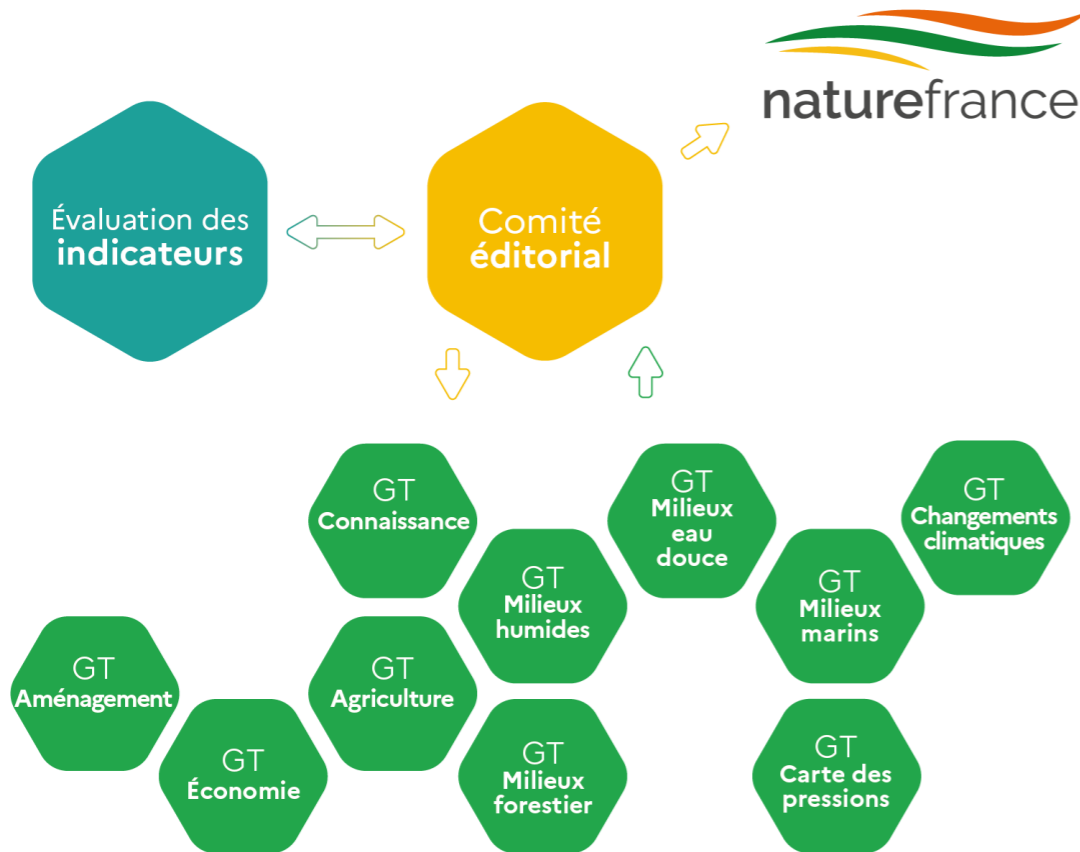 naturefrance
Évaluation des
indicateurs
Comité
éditorial
GT
Connaissance
GT
Milieux
eau
douce
GT
Changements
climatiques
GT
Milieux
humides
GT
Milieux
marins
GT
Aménagement
GT
Agriculture
GT
Économie
GT
Milieux
forestier
GT
Carte des
pressions